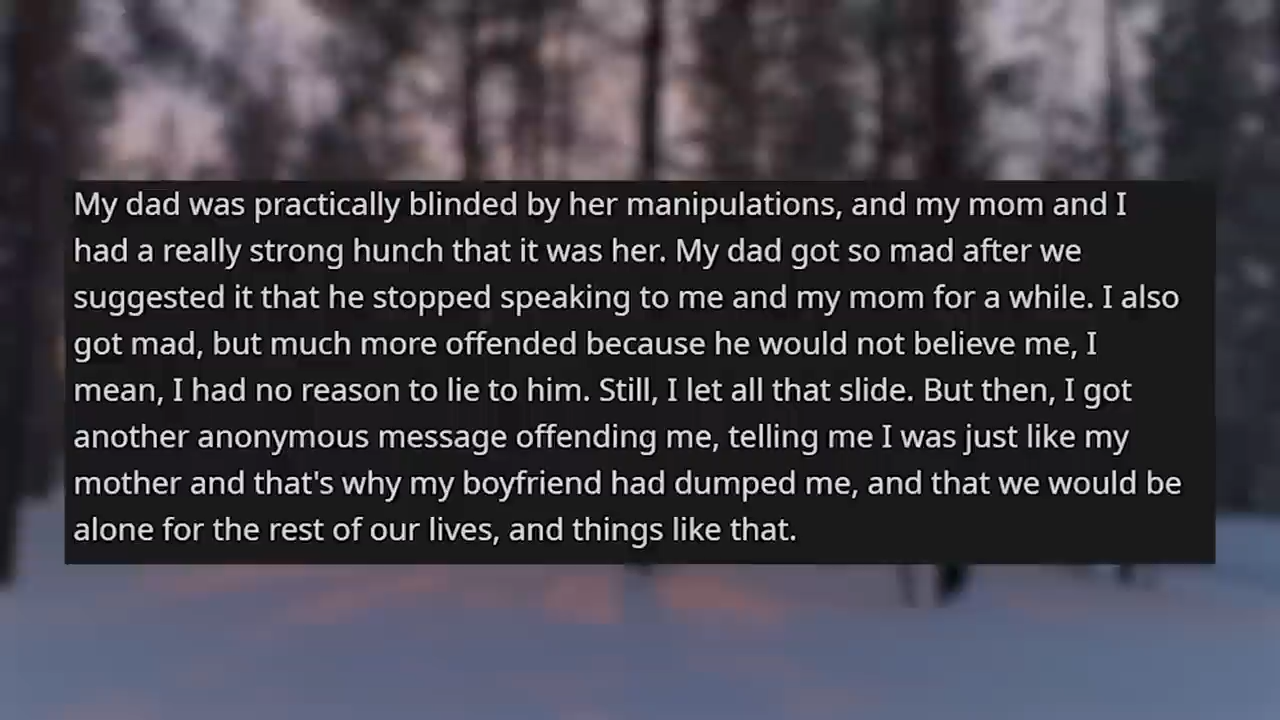 My dad was practically blinded by her manipulations, and my mom and I
had a really strong hunch that it was her. My dad got so mad after we
suggested it that he stopped speaking to me and my mom for a while. I also
got mad, but much more offended because he would not believe me, I
mean, I had no reason to lie to him. Still, I let all that slide. But then, I got
another anonymous message offending me, telling me I was just like my
mother and that's why my boyfriend had dumped me, and that we would be
alone for the rest of our lives, and things like that.